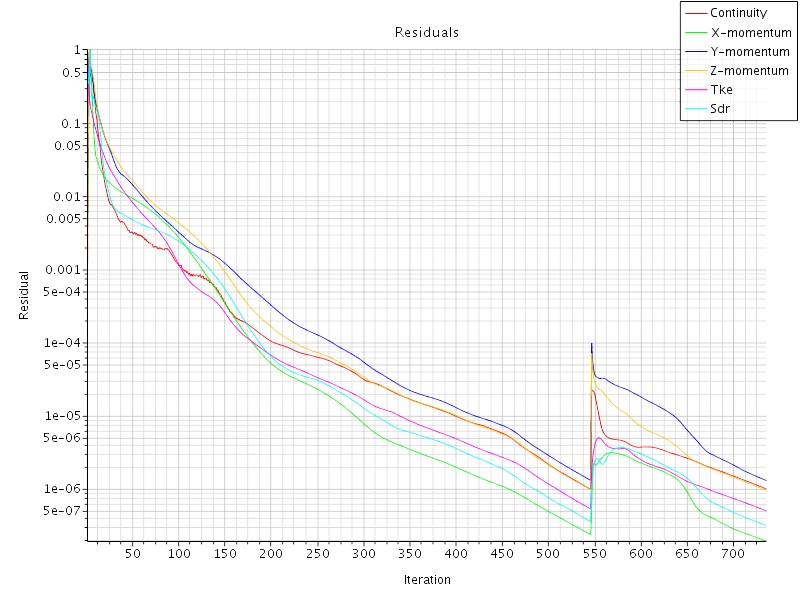 Residuals
Continuity
X-momentum
Y-momentum
Z-momentum
Tke
Sdr
1
0.5
0.1
0.05
0.01
0.005
0.001
5e-04
1e-04
5e-05
1e-05
5e-06
1e-06
5e-07
Residual
50 100 150 200 250 300 350 400 450 500 550 600 650 700
Iteration